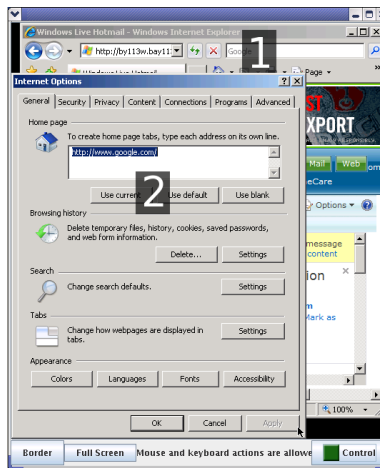 Windows Live Hotmail - Windows Internet Explorer
http://by113w.bay11
Google
1
Windows Live Hotmail
Page
Internet Options
General Security Privacy Content Connections Programs Advanced
Home page
XPORT
To create home page tabs, type each address on its own line.
http://www.google.com/
Mail Web om
eCare
Use current Use default Use blank
2
Options
Browsing history
Delete temporary files, history, cookies, saved passwords,
and web form information.
message
content
Delete... Settings
ion
Search
Change search defaults.
Settings
m
Mark as
Tabs
Change how webpages are displayed in
tabs.
Settings
Appearance
Colors Languages Fonts Accessibility
100%
OK Cancel Apply
Border Full Screen Mouse and keyboard actions are allowe Control